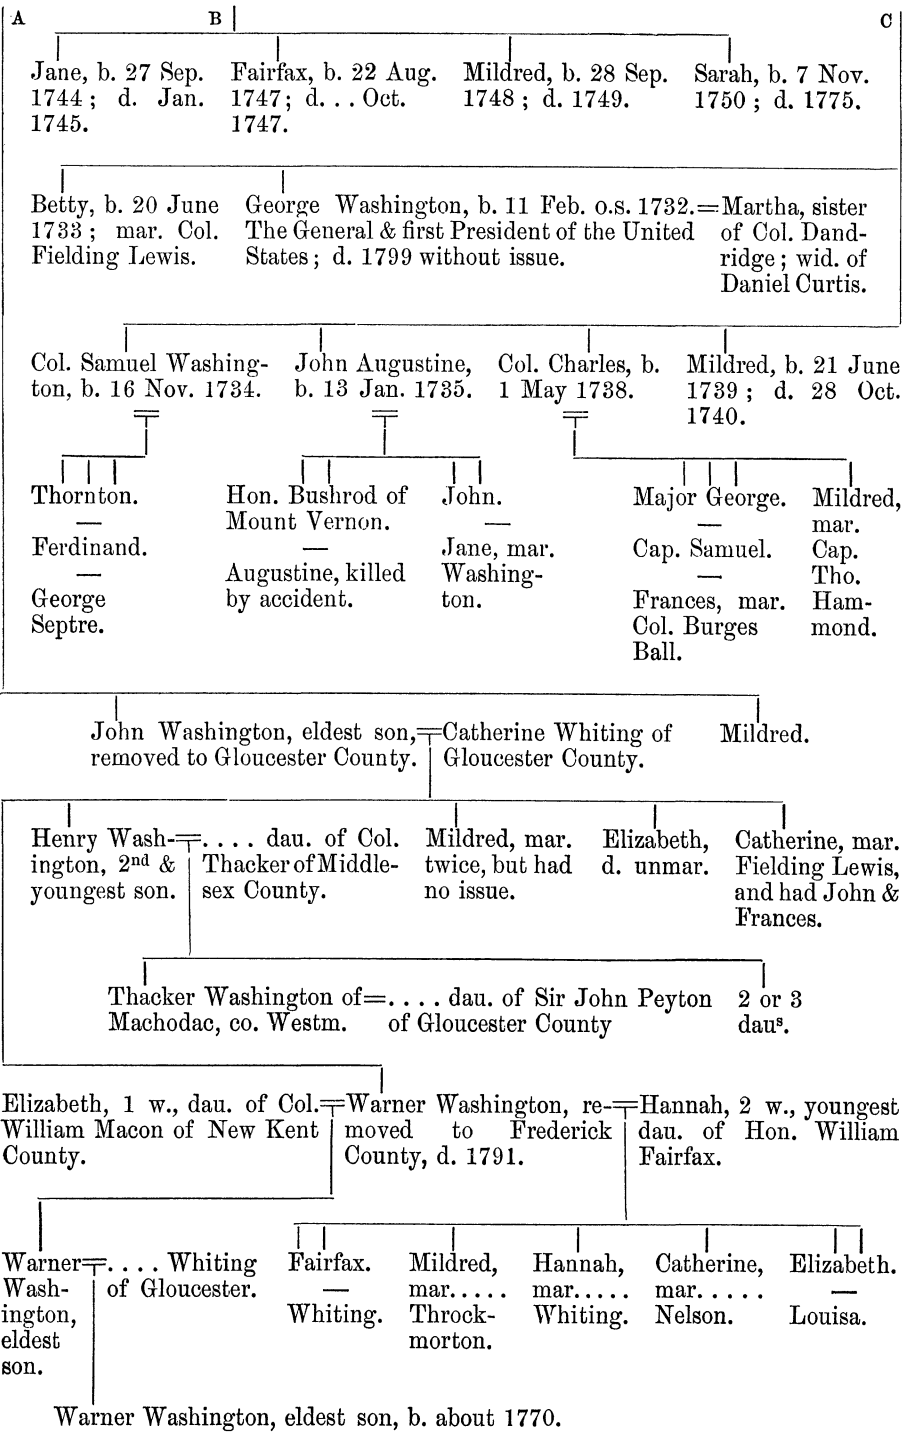 A B C
Jane, b. 27 Sep.
1744 ; d. Jan.
1745.
Fairfax, b. 22 Aug.
1747; d. . . Oct.
1747.
Mildred, b. 28 Sep.
1748 ; d. 1749.
Sarah, b. 7 Nov.
1750 ; d. 1775.
Betty, b. 20 June
1733 ; mar. Col.
Fielding Lewis.
George Washington, b. 11 Feb. o.s. 1732.=
The General & first President of the United
States ; d. 1799 without issue.
Martha, sister
of Col. Dand-
ridge ; wid. of
Daniel Curtis.
Col. Samuel Washing-
ton, b. 16 Nov. 1734.
John Augustine,
b. 13 Jan. 1735.
Col. Charles, b.
1 May 1738.
Mildred, b. 21 June
1739 ; d. 28 Oct.
1740.
Thornton.
—
Ferdinand.
—
George
Septre.
Hon. Bushrod of
Mount Vernon.
—
Augustine, killed
by accident.
John.
—
Jane, mar.
Washing-
ton.
Major George.
—
Cap. Samuel.
—
Frances, mar.
Col. Burges
Ball.
Mildred,
mar.
Cap.
Tho.
Ham-
mond.
John Washington, eldest son,
removed to Gloucester County.
Catherine Whiting of
Gloucester County.
Mildred.
Henry Wash-
ington, 2nd &
youngest son.
. . . . dau. of Col.
Thacker of Middle-
sex County.
Mildred, mar.
twice, but had
no issue.
Elizabeth,
d. unmar.
Catherine, mar.
Fielding Lewis,
and had John &
Frances.
Thacker Washington of=
Machodac, co. Westm.
. . . . dau. of Sir John Peyton
of Gloucester County
2 or 3
daus.
Elizabeth, 1 w., dau. of Col.
William Macon of New Kent
County.
Warner Washington, re-
moved to Frederick
County, d. 1791.
Hannah, 2 w., youngest
dau. of Hon. William
Fairfax.
Warner
Wash-
ington,
eldest
son.
. . . . Whiting
of Gloucester.
Fairfax.
—
Whiting.
Mildred,
mar. . . . .
Throck-
morton.
Hannah,
mar. . . . .
Whiting.
Catherine,
mar. . . . . .
Nelson.
Elizabeth.
—
Louisa.
Warner Washington, eldest son, b. about 1770.